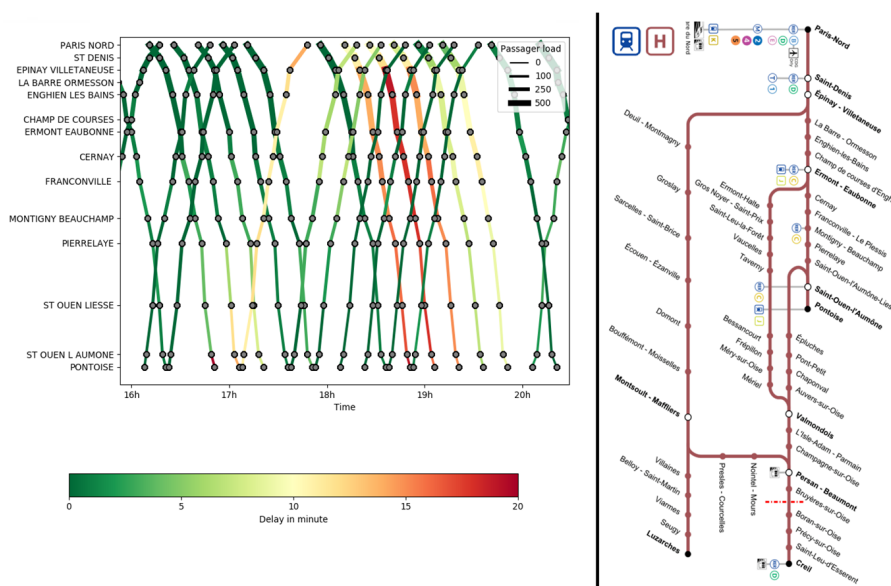 PARIS NORD
ST DENIS
EPINAY VILLETANEUSE
LA BARRE ORMESSON
ENGHIEN LES BAINS
CHAMP DE COURSES
ERMONT EAUBONNE
CERNAY
FRANCONVILLE
MONTIGNY BEAUCHAMP
PIERRELAYE
ST OUEN LIESSE
ST OUEN L AUMONE
PONTOISE
Passager load
0
100
250
500
16h
17h
18h
19h
20h
Time
0
5
10
15
20
Delay in minute
H
Paris-Nord
Saint-Denis
Épinay - Villetaneuse
La Barre - Ormesson
Enghien-les-Bains
Champ de courses d'Engh
Ermont - Eaubonne
Cernay
Franconville - Le Plessis
Montigny - Beauchamp
Pierrelaye
Saint-Ouen-l'Aumône-Lies
Saint-Ouen-l'Aumône
Pontoise
Deuil - Montmagny
Groslay
Sarcelles - Saint-Brice
Écouen - Ézanville
Domont
Bouffémont - Moisselles
Montsoult - Maffliers
Villaines
Belloy - Saint-Martin
Viarmes
Seugy
Luzarches
Ermont-Halte
Gros Noyer - Saint-Prix
Saint-Leu-la-Forêt
Vaucelles
Taverny
Bessancourt
Frépillon
Méry-sur-Oise
Mériel
Épluches
Pont-Petit
Chaponval
Auvers-sur-Oise
Valmondois
L'Isle-Adam - Parmain
Champagne-sur-Oise
Persan - Beaumont
Presles - Courcelles
Nointel - Mours
Bruyères-sur-Oise
Boran-sur-Oise
Précy-sur-Oise
Saint-Leu-d'Esserent
Creil